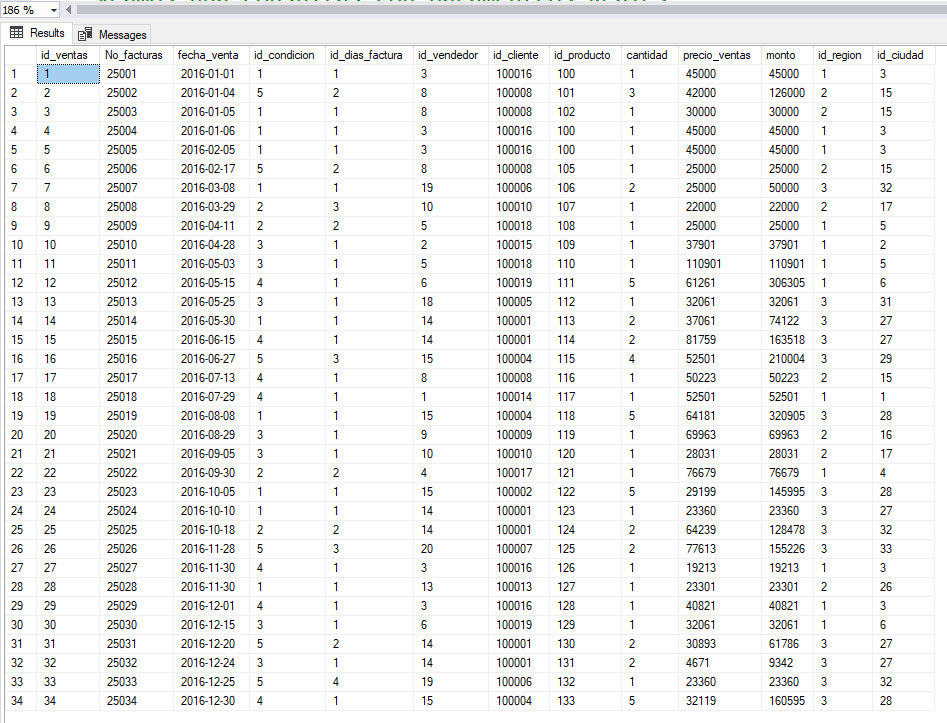 186 %
Results Messages
id_ventas No_facturas fecha_venta id_condicion id_dias_factura id_vendedor id_cliente id_producto cantidad precio_ventas monto id_region id_ciudad
1 1 25001 2016-01-01 1 1 3 100016 100 1 45000 45000 1 3
2 2 25002 2016-01-04 5 2 8 100008 101 3 42000 126000 2 15
3 3 25003 2016-01-05 1 1 8 100008 102 1 30000 30000 2 15
4 4 25004 2016-01-06 1 1 3 100016 100 1 45000 45000 1 3
5 5 25005 2016-02-05 1 1 3 100016 100 1 45000 45000 1 3
6 6 25006 2016-02-17 5 2 8 100008 105 1 25000 25000 2 15
7 7 25007 2016-03-08 1 1 19 100006 106 2 25000 50000 3 32
8 8 25008 2016-03-29 2 3 10 100010 107 1 22000 22000 2 17
9 9 25009 2016-04-11 2 2 5 100018 108 1 25000 25000 1 5
10 10 25010 2016-04-28 3 1 2 100015 109 1 37901 37901 1 2
11 11 25011 2016-05-03 3 1 5 100018 110 1 110901 110901 1 5
12 12 25012 2016-05-15 4 1 6 100019 111 5 61261 306305 1 6
13 13 25013 2016-05-25 3 1 18 100005 112 1 32061 32061 3 31
14 14 25014 2016-05-30 1 1 14 100001 113 2 37061 74122 3 27
15 15 25015 2016-06-15 4 1 14 100001 114 2 81759 163518 3 27
16 16 25016 2016-06-27 5 3 15 100004 115 4 52501 210004 3 29
17 17 25017 2016-07-13 4 1 8 100008 116 1 50223 50223 2 15
18 18 25018 2016-07-29 4 1 1 100014 117 1 52501 52501 1 1
19 19 25019 2016-08-08 1 1 15 100004 118 5 64181 320905 3 28
20 20 25020 2016-08-29 3 1 9 100009 119 1 69963 69963 2 16
21 21 25021 2016-09-05 3 1 10 100010 120 1 28031 28031 2 17
22 22 25022 2016-09-30 2 2 4 100017 121 1 76679 76679 1 4
23 23 25023 2016-10-05 1 1 15 100002 122 5 29199 145995 3 28
24 24 25024 2016-10-10 1 1 14 100001 123 1 23360 23360 3 27
25 25 25025 2016-10-18 2 2 14 100001 124 2 64239 128478 3 32
26 26 25026 2016-11-28 5 3 20 100007 125 2 77613 155226 3 33
27 27 25027 2016-11-30 4 1 3 100016 126 1 19213 19213 1 3
28 28 25028 2016-11-30 1 1 13 100013 127 1 23301 23301 2 26
29 29 25029 2016-12-01 4 1 3 100016 128 1 40821 40821 1 3
30 30 25030 2016-12-15 3 1 6 100019 129 1 32061 32061 1 6
31 31 25031 2016-12-20 5 2 14 100001 130 2 30893 61786 3 27
32 32 25032 2016-12-24 3 1 14 100001 131 2 4671 9342 3 27
33 33 25033 2016-12-25 5 4 19 100006 132 1 23360 23360 3 32
34 34 25034 2016-12-30 4 1 15 100004 133 5 32119 160595 3 28